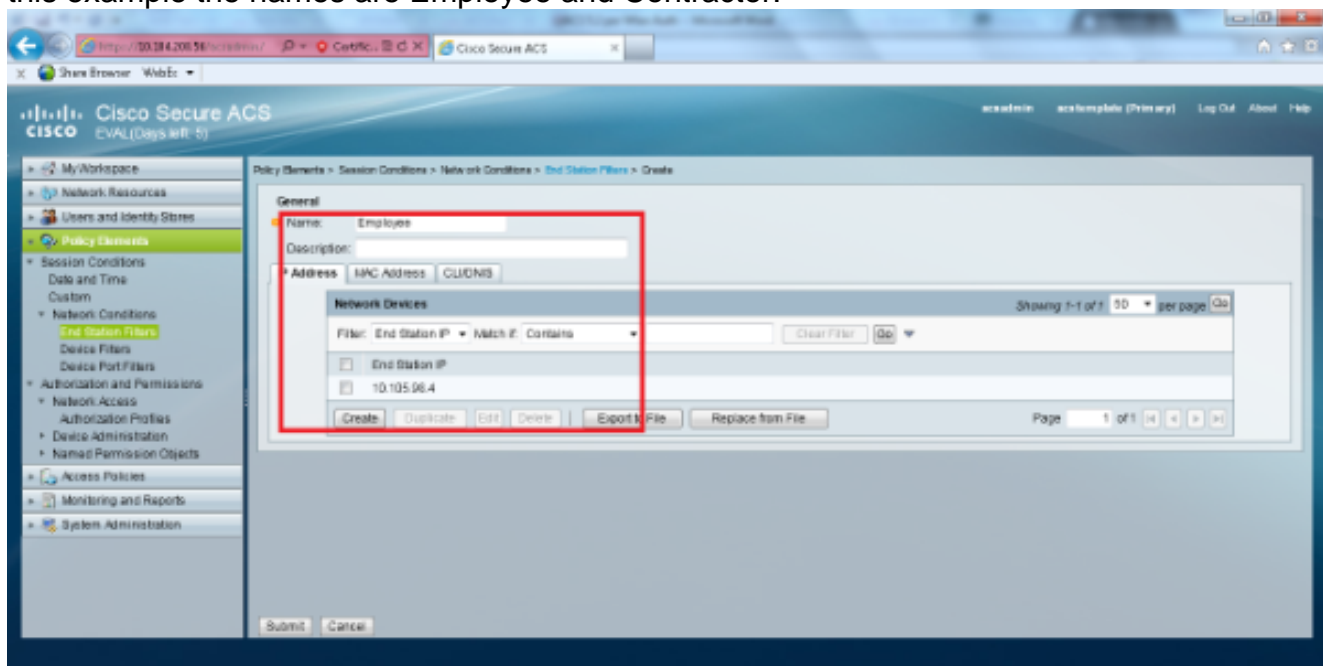 this example the names are Employee and Contractor.
Cisco Secure ACS
Share Browser WebEx
CISCO
Cisco Secure ACS
EVAL(Days left: 5)
acsadmin acstemplate (Primary) Log Out About Help
My Workspace
Network Resources
Users and Identity Stores
Policy Elements
Session Conditions
Date and Time
Custom
Network Conditions
End Station Filters
Device Filters
Device Port Filters
Authorization and Permissions
Network Access
Authorization Profiles
Device Administration
Named Permission Objects
Access Policies
Monitoring and Reports
System Administration
Policy Elements > Session Conditions > Network Conditions > End Station Filters > Create
General
Name: Employee
Description:
Address MAC Address CLI/DNIS
Network Devices Showing 1-1 of 1 50 per page Go
Filter: End Station IP Match if: Contains Clear Filter Go
End Station IP
10.105.98.4
Create Duplicate Edit Delete | Export to File Replace from File Page 1 of 1
Submit Cancel